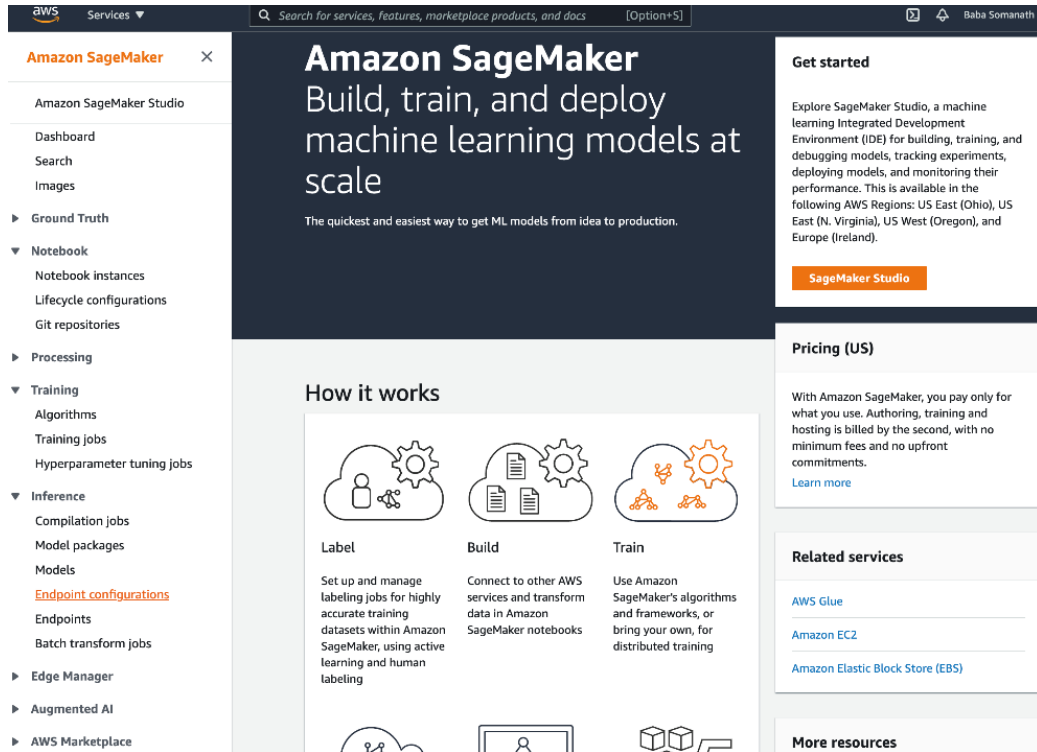 aws
Services ▼
Search for services, features, marketplace products, and docs
[Option+S]
Baba Somanath
Amazon SageMaker
Amazon SageMaker Studio
Dashboard
Search
Images
Ground Truth
Notebook
Notebook instances
Lifecycle configurations
Git repositories
Processing
Training
Algorithms
Training jobs
Hyperparameter tuning jobs
Inference
Compilation jobs
Model packages
Models
Endpoint configurations
Endpoints
Batch transform jobs
Edge Manager
Augmented AI
AWS Marketplace
Amazon SageMaker
Build, train, and deploy
machine learning models at
scale
The quickest and easiest way to get ML models from idea to production.
How it works
Label
Set up and manage
labeling jobs for highly
accurate training
datasets within Amazon
SageMaker, using active
learning and human
labeling
Build
Connect to other AWS
services and transform
data in Amazon
SageMaker notebooks
Train
Use Amazon
SageMaker's algorithms
and frameworks, or
bring your own, for
distributed training
Get started
Explore SageMaker Studio, a machine
learning Integrated Development
Environment (IDE) for building, training, and
debugging models, tracking experiments,
deploying models, and monitoring their
performance. This is available in the
following AWS Regions: US East (Ohio), US
East (N. Virginia), US West (Oregon), and
Europe (Ireland).
SageMaker Studio
Pricing (US)
With Amazon SageMaker, you pay only for
what you use. Authoring, training and
hosting is billed by the second, with no
minimum fees and no upfront
commitments.
Learn more
Related services
AWS Glue
Amazon EC2
Amazon Elastic Block Store (EBS)
More resources